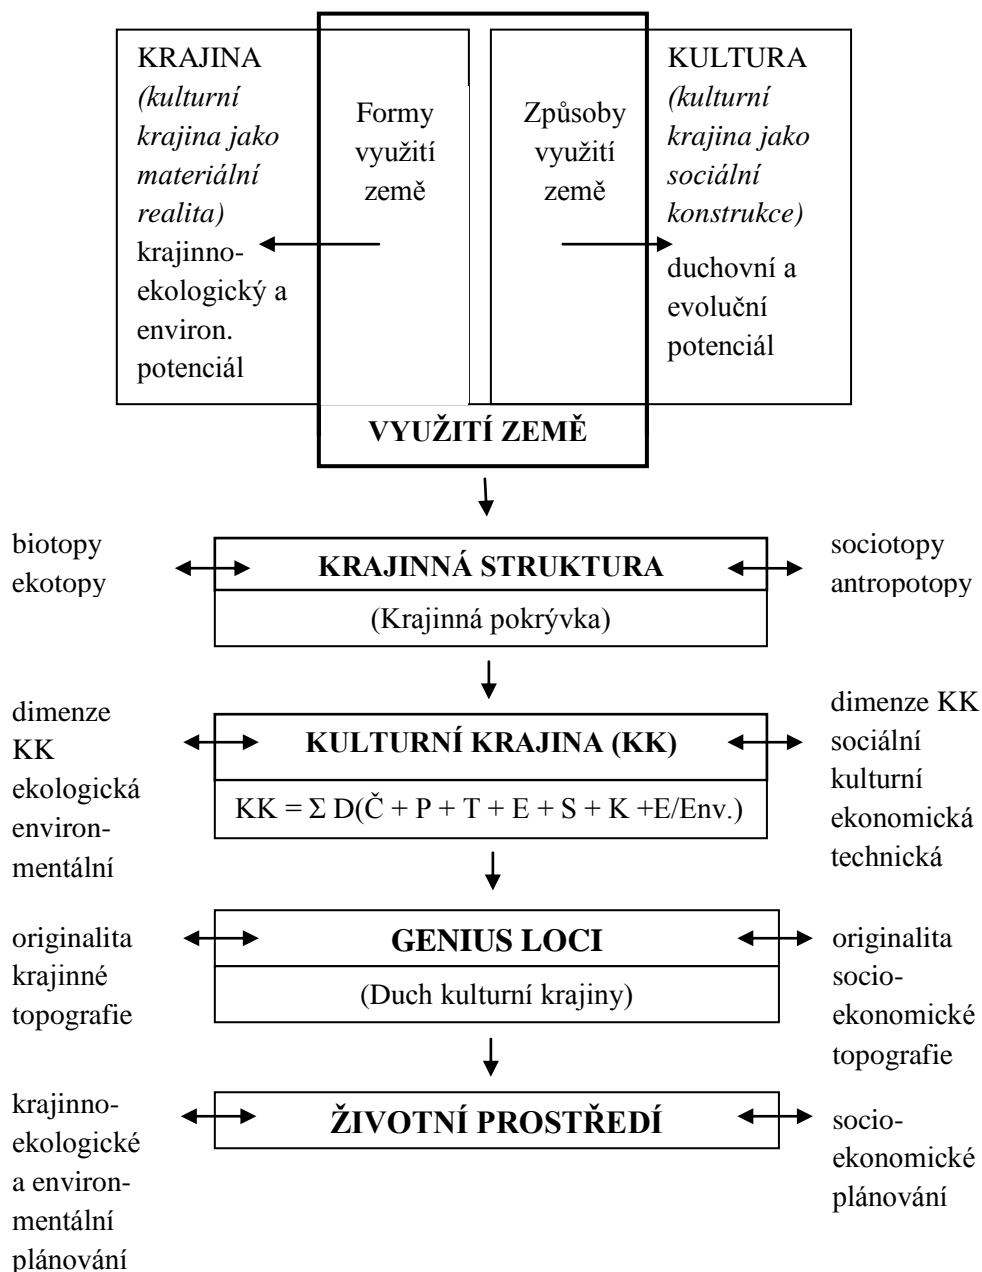 KRAJINA
(kulturní
krajina jako
materiální
realita)
krajinno-
ekologický a
environ.
potenciál
Formy
využití
země
Způsoby
využití
země
KULTURA
(kulturní
krajina jako
sociální
konstrukce)
duchovní a
evoluční
potenciál
VYUŽITÍ ZEMĚ
biotopy
ekotopy
KRAJINNÁ STRUKTURA
(Krajinná pokrývka)
sociotopy
antropotopy
dimenze
KK
ekologická
environ-
mentální
KULTURNÍ KRAJINA (KK)
KK = Σ D(Č + P + T + E + S + K +E/Env.)
dimenze KK
sociální
kulturní
ekonomická
technická
originalita
krajinné
topografie
GENIUS LOCI
(Duch kulturní krajiny)
originalita
socio-
ekonomické
topografie
krajinno-
ekologické
a environ-
mentální
plánování
ŽIVOTNÍ PROSTŘEDÍ
socio-
ekonomické
plánování